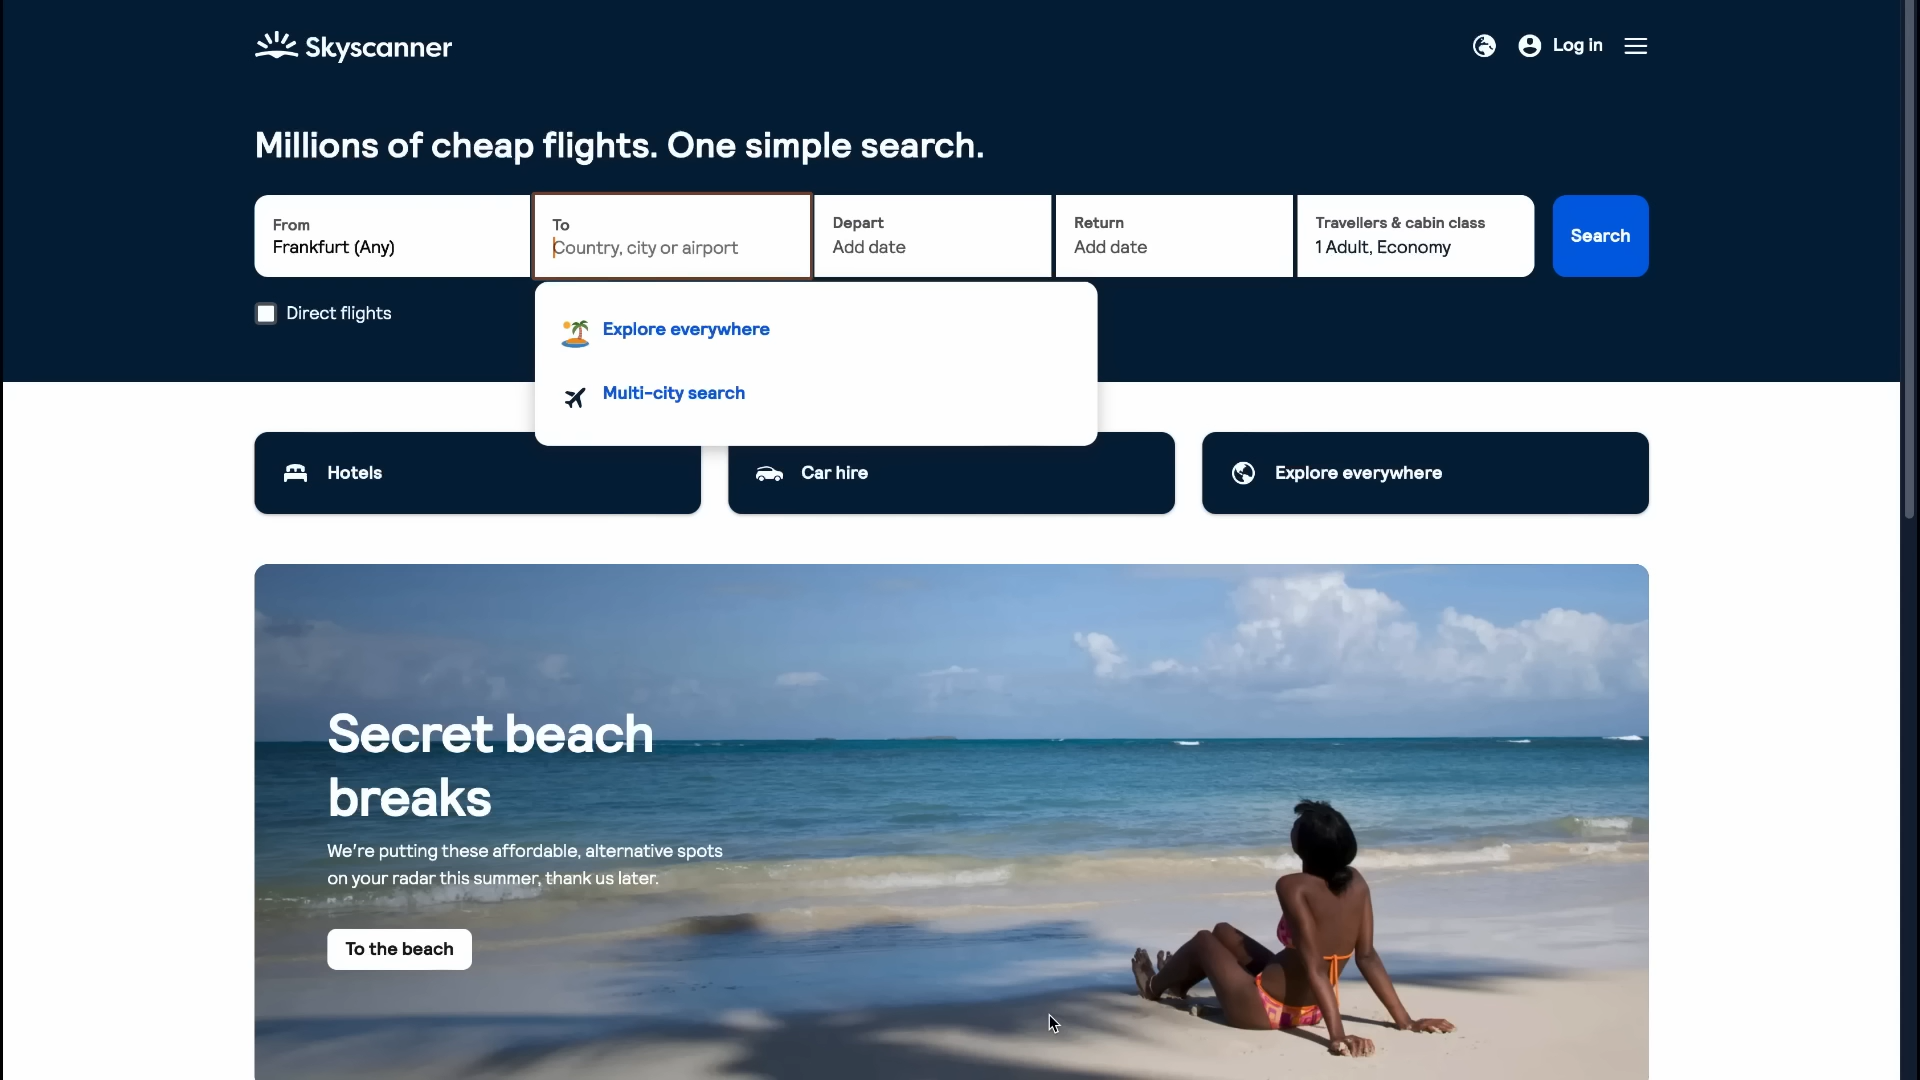 Skyscanner
Log in
Millions of cheap flights. One simple search.
From
Frankfurt (Any)
To
Country, city or airport
Depart
Add date
Return
Add date
Travellers & cabin class
1 Adult, Economy
Search
Direct flights
Explore everywhere
Multi-city search
Hotels
Car hire
Explore everywhere
Secret beach
breaks
We're putting these affordable, alternative spots
on your radar this summer, thank us later.
To the beach